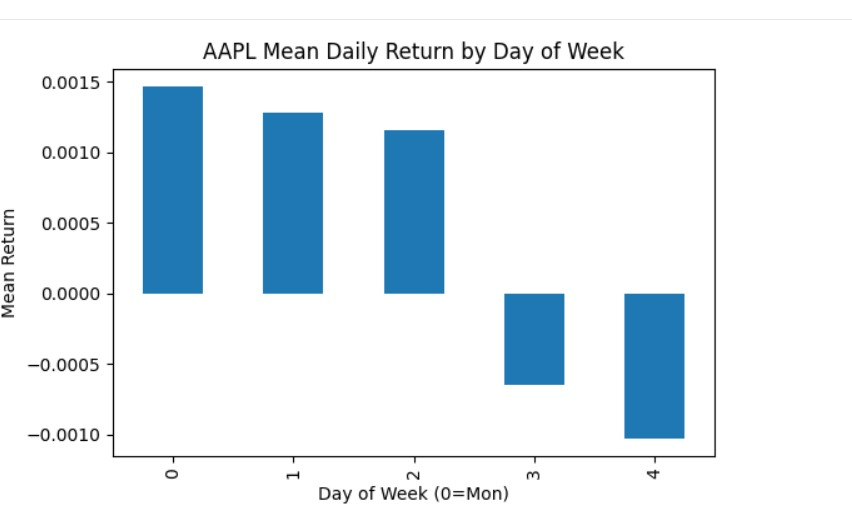 AAPL Mean Daily Return by Day of Week
0.0015
0.0010
0.0005
0.0000
−0.0005
−0.0010
Mean Return
0 1 2 3 4
Day of Week (0=Mon)